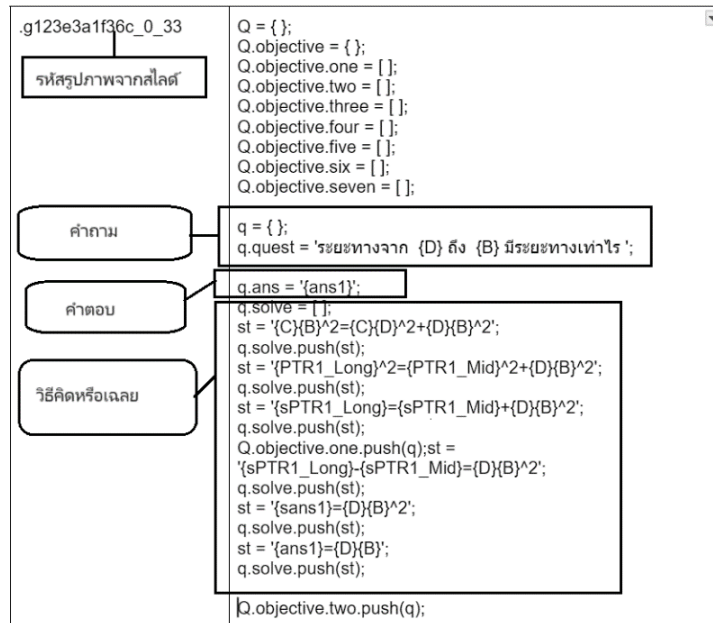 .g123e3a1f36c_0_33
รหัสรูปภาพจากสไลด์
Q = { };
Q.objective = { };
Q.objective.one = [ ];
Q.objective.two = [ ];
Q.objective.three = [ ];
Q.objective.four = [ ];
Q.objective.five = [ ];
Q.objective.six = [ ];
Q.objective.seven = [ ];
คำถาม
q = { };
q.quest = 'ระยะทางจาก {D} ถึง {B} มีระยะทางเท่าไร ';
คำตอบ
q.ans = '{ans1}';
วิธีคิดหรือเฉลย
q.solve = [ ];
st = '{C}{B}^2={C}{D}^2+{D}{B}^2';
q.solve.push(st);
st = '{PTR1_Long}^2={PTR1_Mid}^2+{D}{B}^2';
q.solve.push(st);
st = '{sPTR1_Long}={sPTR1_Mid}+{D}{B}^2';
q.solve.push(st);
Q.objective.one.push(q);st =
'{sPTR1_Long}-{sPTR1_Mid}={D}{B}^2';
q.solve.push(st);
st = '{sans1}={D}{B}^2';
q.solve.push(st);
st = '{ans1}={D}{B}';
q.solve.push(st);
Q.objective.two.push(q);